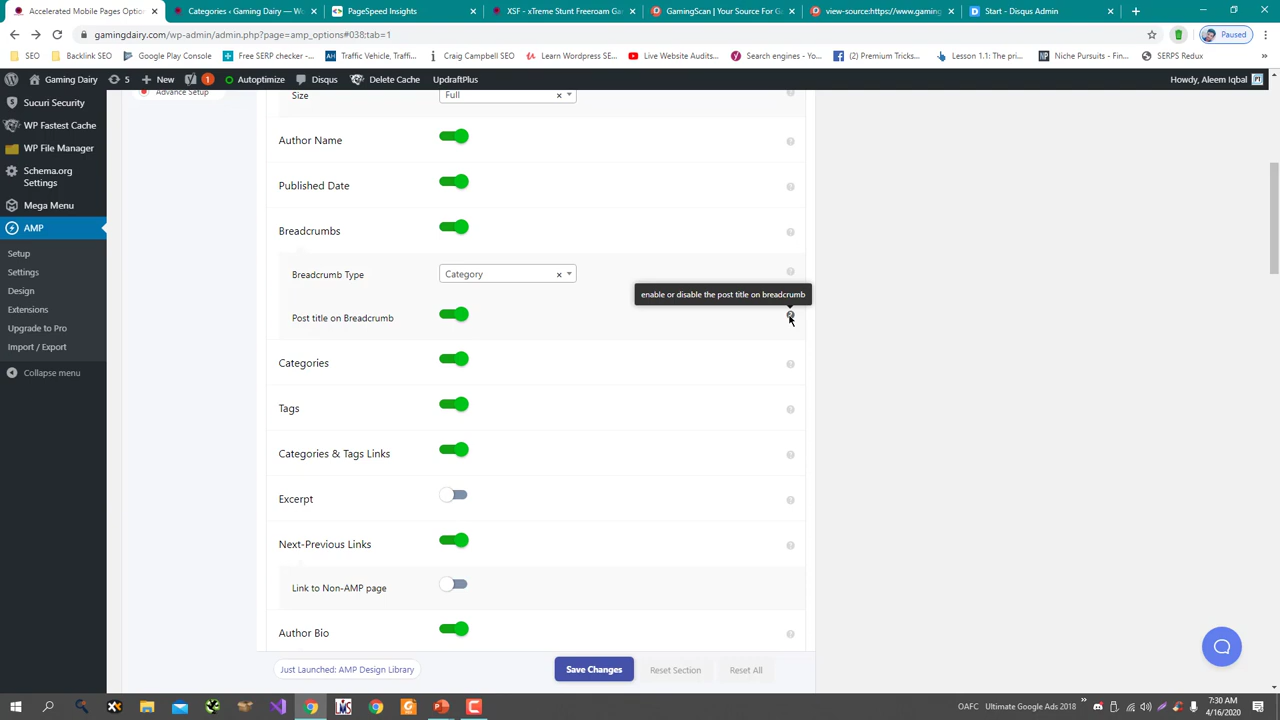 Accelerated Mobile Pages Option
Categories ‹ Gaming Dairy — W
PageSpeed Insights
XSF - xTreme Stunt Freeroam Ga
GamingScan | Your Source For G
view-source:https://www.gaming
Start - Disqus Admin
gamingdairy.com/wp-admin/admin.php?page=amp_options#038;tab=1
Paused
SEO
Backlink SEO
Google Play Console
Free SERP checker -...
Traffic Vehicle, Traffi...
Craig Campbell SEO
Learn Wordpress SE...
Live Website Audits...
Search engines - Yo...
(2) Premium Tricks...
Lesson 1.1: The pri...
Niche Pursuits - Fin...
SERPS Redux
»
Gaming Dairy
5
New
1
Autoptimize
Disqus
Delete Cache
UpdraftPlus
Howdy, Aleem Iqbal
Sucuri Security
WP Fastest Cache
WP File Manager
Schema.org
Settings
Mega Menu
AMP
Setup
Settings
Design
Extensions
Upgrade to Pro
Import / Export
Collapse menu
Advance Setup
Size
Full
Author Name
Published Date
Breadcrumbs
Breadcrumb Type
Category
enable or disable the post title on breadcrumb
Post title on Breadcrumb
Categories
Tags
Categories & Tags Links
Excerpt
Next-Previous Links
Link to Non-AMP page
Author Bio
Just Launched: AMP Design Library
Save Changes
Reset Section
Reset All
OAFC
Ultimate Google Ads 2018
»
7:30 AM
4/16/2020